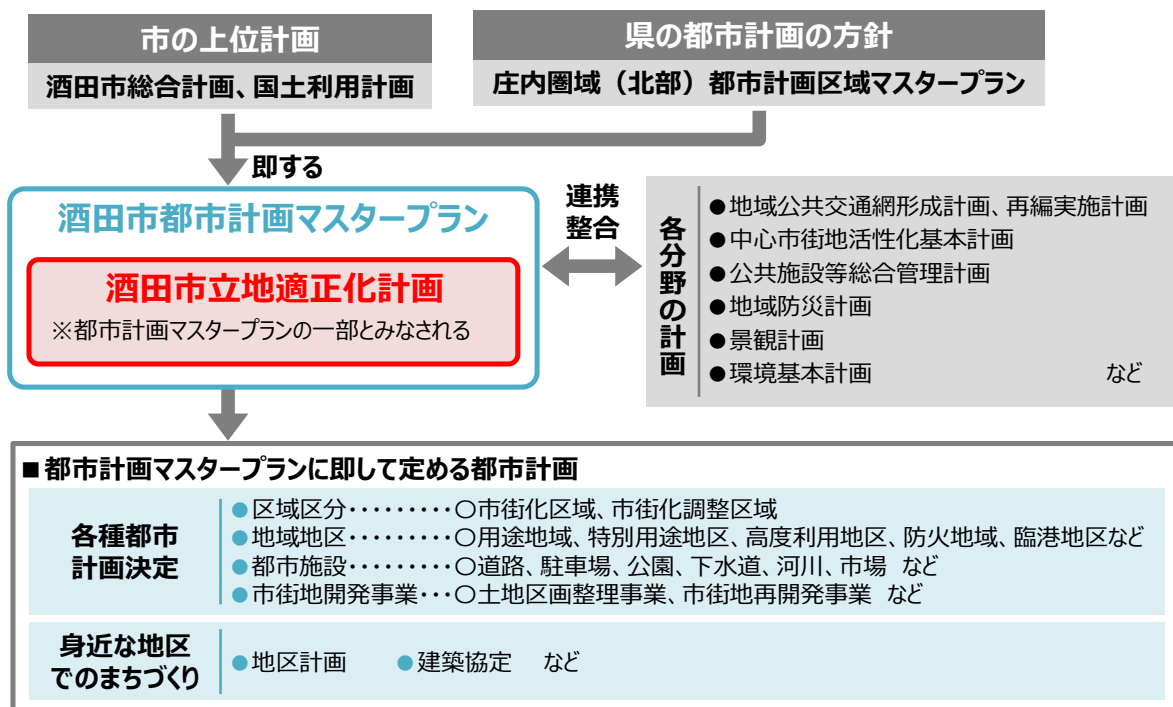 市の上位計画
酒田市総合計画、国土利用計画
県の都市計画の方針
庄内圏域（北部）都市計画区域マスタープラン
即する
酒田市都市計画マスタープラン
酒田市立地適正化計画
※都市計画マスタープランの一部とみなされる
連携
整合
各分野の計画
●地域公共交通網形成計画、再編実施計画
●中心市街地活性化基本計画
●公共施設等総合管理計画
●地域防災計画
●景観計画
●環境基本計画 など
■都市計画マスタープランに即して定める都市計画
各種都市
計画決定
●区域区分・・・・・・・・・〇市街化区域、市街化調整区域
●地域地区・・・・・・・・・〇用途地域、特別用途地区、高度利用地区、防火地域、臨港地区など
●都市施設・・・・・・・・・〇道路、駐車場、公園、下水道、河川、市場 など
●市街地開発事業・・・〇土地区画整理事業、市街地再開発事業 など
身近な地区
でのまちづくり
●地区計画 ●建築協定 など